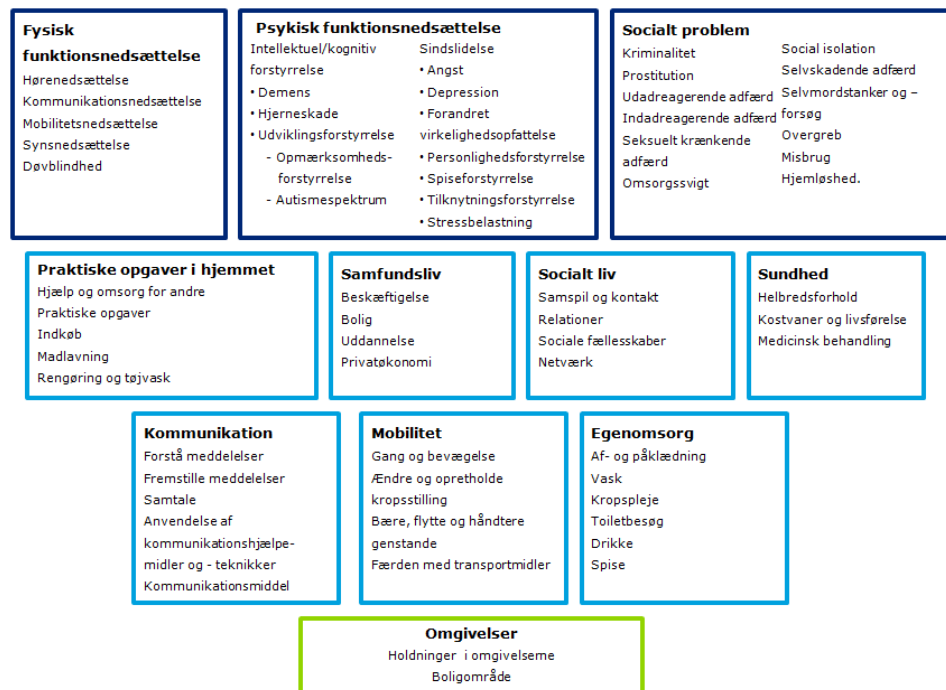 Fysisk
funktionsnedsættelse
Hørenedsættelse
Kommunikationsnedsættelse
Mobilitetsnedsættelse
Synsnedsættelse
Døvblindhed
Psykisk funktionsnedsættelse
Intellektuel/kognitiv
forstyrrelse
• Demens
• Hjerneskade
• Udviklingsforstyrrelse
- Opmærksomheds-
forstyrrelse
- Autismespektrum
Sindslidelse
• Angst
• Depression
• Forandret
virkelighedsopfattelse
• Personlighedsforstyrrelse
• Spiseforstyrrelse
• Tilknytningsforstyrrelse
• Stressbelastning
Socialt problem
Kriminalitet
Prostitution
Udadreagerende adfærd
Indadreagerende adfærd
Seksuelt krænkende
adfærd
Omsorgssvigt
Social isolation
Selvskadende adfærd
Selvmordstanker og –
forsøg
Overgreb
Misbrug
Hjemløshed.
Praktiske opgaver i hjemmet
Hjælp og omsorg for andre
Praktiske opgaver
Indkøb
Madlavning
Rengøring og tøjvask
Samfundsliv
Beskæftigelse
Bolig
Uddannelse
Privatøkonomi
Socialt liv
Samspil og kontakt
Relationer
Sociale fællesskaber
Netværk
Sundhed
Helbredsforhold
Kostvaner og livsførelse
Medicinsk behandling
Kommunikation
Forstå meddelelser
Fremstille meddelelser
Samtale
Anvendelse af
kommunikationshjælpe-
midler og - teknikker
Kommunikationsmiddel
Mobilitet
Gang og bevægelse
Ændre og opretholde
kropsstilling
Bære, flytte og håndtere
genstande
Færden med transportmidler
Egenomsorg
Af- og påklædning
Vask
Kropspleje
Toiletbesøg
Drikke
Spise
Omgivelser
Holdninger i omgivelserne
Boligområde